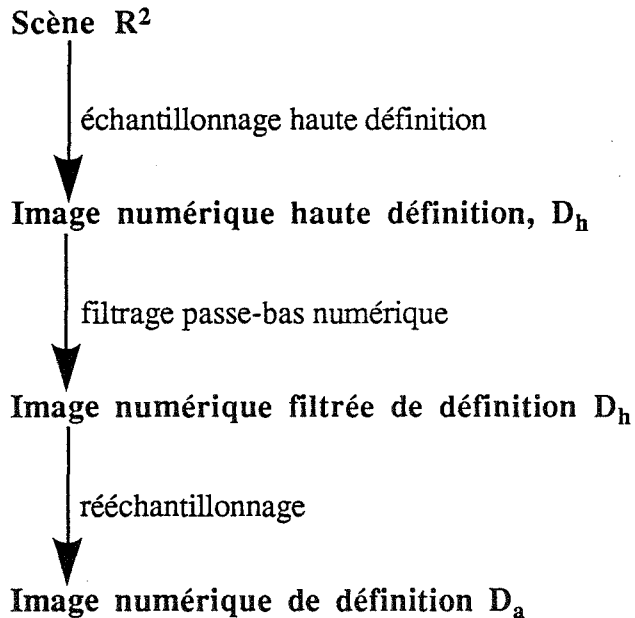 Scène R²
échantillonnage haute définition
Image numérique haute définition, Dh
filtrage passe-bas numérique
Image numérique filtrée de définition Dh
rééchantillonnage
Image numérique de définition Da